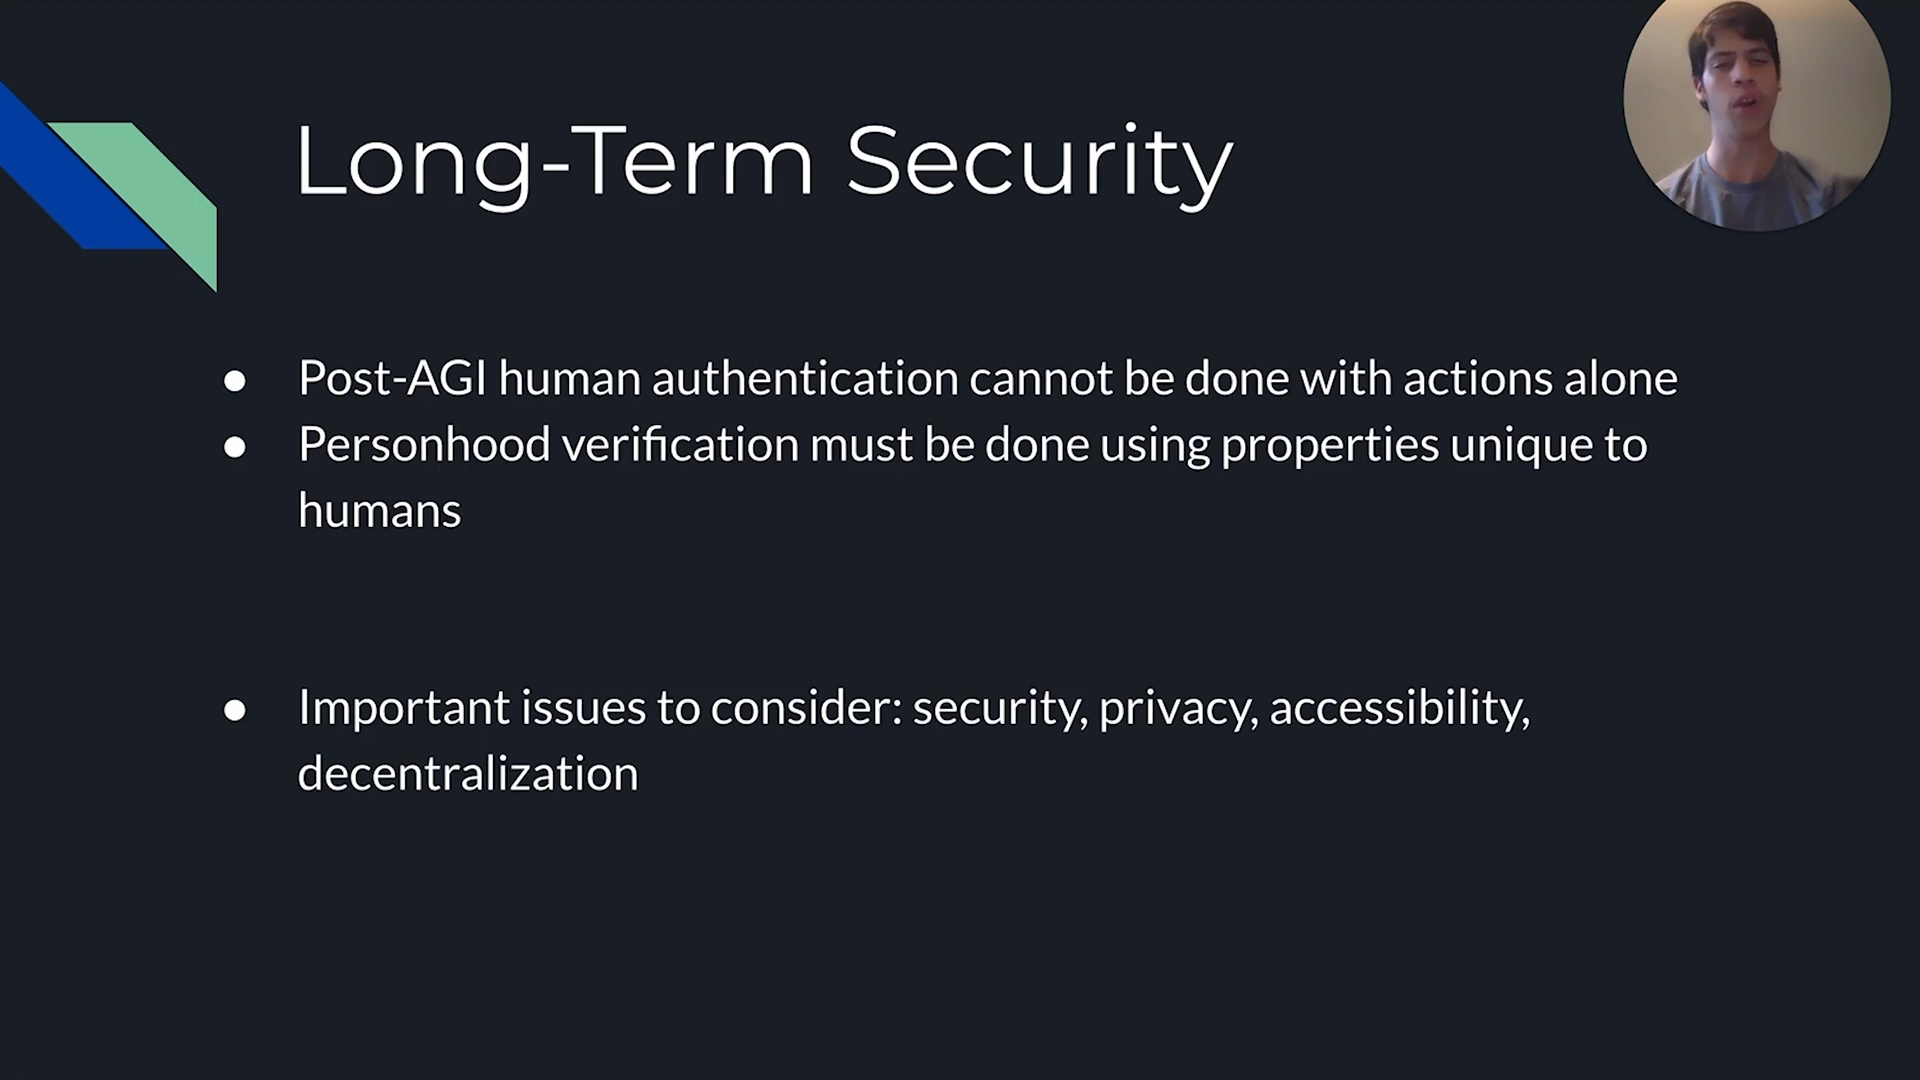 Long-Term Security
● Post-AGI human authentication cannot be done with actions alone
● Personhood verification must be done using properties unique to
humans
● Important issues to consider: security, privacy, accessibility,
decentralization